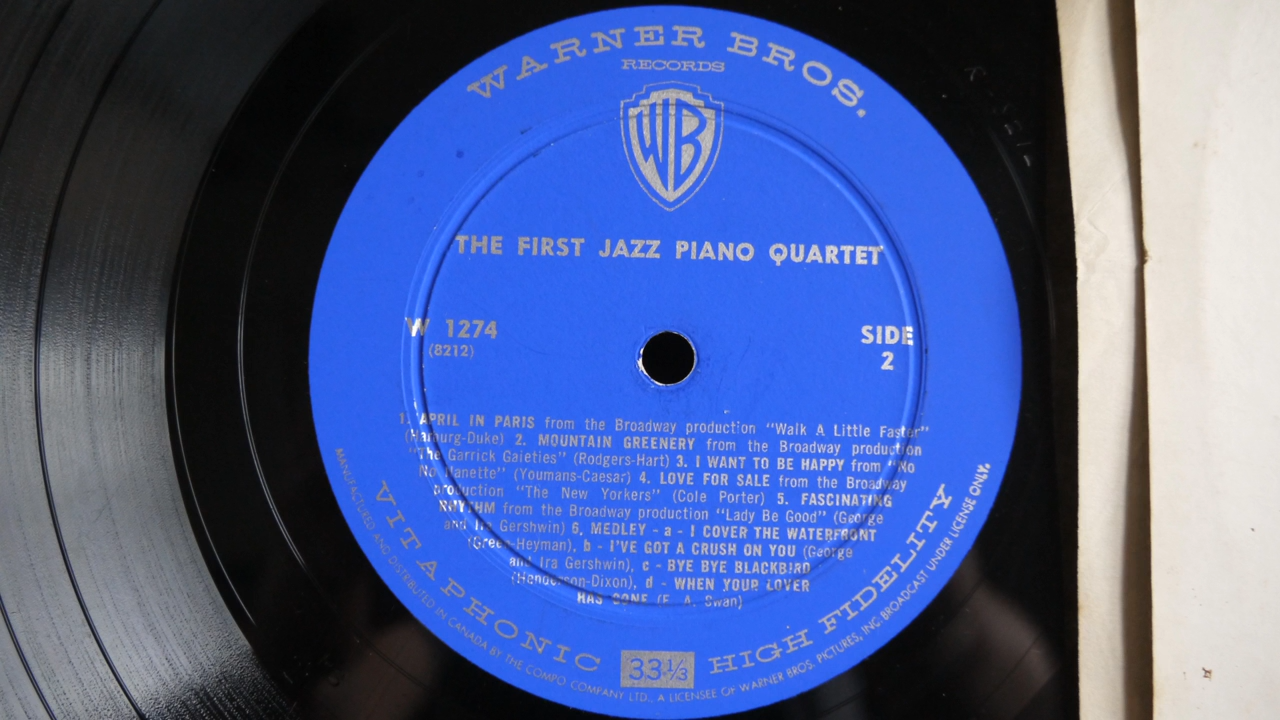 WARNER BROS.
RECORDS
WB
THE FIRST JAZZ PIANO QUARTET
W 1274
(8212)
SIDE
2
1. APRIL IN PARIS from the Broadway production "Walk A Little Faster"
(Harburg-Duke) 2. MOUNTAIN GREENERY from the Broadway production
"The Garrick Gaieties" (Rodgers-Hart) 3. I WANT TO BE HAPPY from "No
No Nanette" (Youmans-Caesar) 4. LOVE FOR SALE from the Broadway
production "The New Yorkers" (Cole Porter) 5. FASCINATING
RHYTHM from the Broadway production "Lady Be Good" (George
and Ira Gershwin) 6, MEDLEY - a - I COVER THE WATERFRONT
(Green-Heyman), b - I'VE GOT A CRUSH ON YOU (George
and Ira Gershwin), c - BYE BYE BLACKBIRD
(Henderson-Dixon), d - WHEN YOUR LOVER
HAS GONE (E. A. Swan)
VITAPHONIC 33⅓ HIGH FIDELITY
MANUFACTURED AND DISTRIBUTED IN CANADA BY THE COMPO COMPANY LTD., A LICENSEE OF WARNER BROS. PICTURES, INC. BROADCAST UNDER LICENSE ONLY.